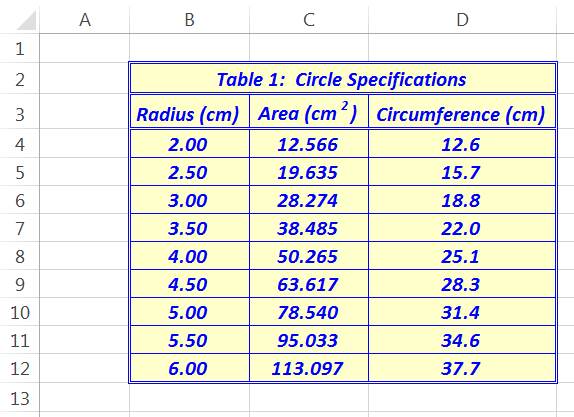 A B C D
1
2 Table 1: Circle Specifications
3 Radius (cm) Area (cm²) Circumference (cm)
4 2.00 12.566 12.6
5 2.50 19.635 15.7
6 3.00 28.274 18.8
7 3.50 38.485 22.0
8 4.00 50.265 25.1
9 4.50 63.617 28.3
10 5.00 78.540 31.4
11 5.50 95.033 34.6
12 6.00 113.097 37.7
13